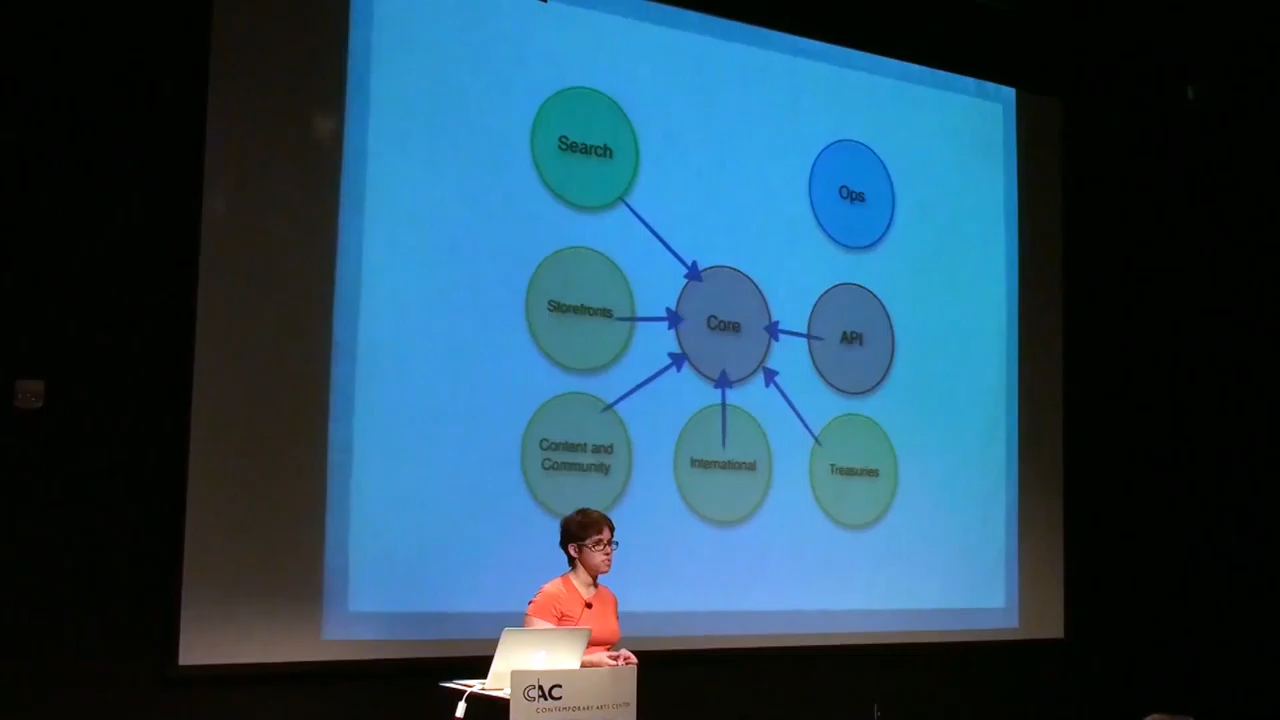 Search
Ops
Storefronts
Core
API
Content and
Community
International
Treasuries
CAC
CONTEMPORARY ARTS CENTER